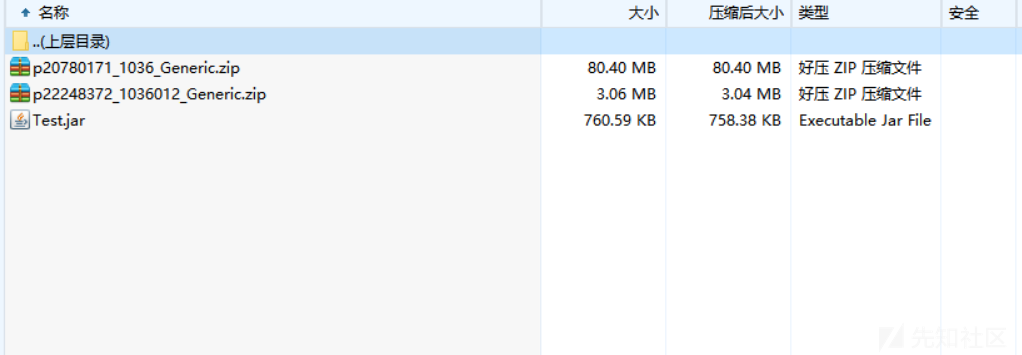 名称 大小 压缩后大小 类型 安全
..(上层目录)
p20780171_1036_Generic.zip 80.40 MB 80.40 MB 好压 ZIP 压缩文件
p22248372_1036012_Generic.zip 3.06 MB 3.04 MB 好压 ZIP 压缩文件
Test.jar 760.59 KB 758.38 KB Executable Jar File
先知社区